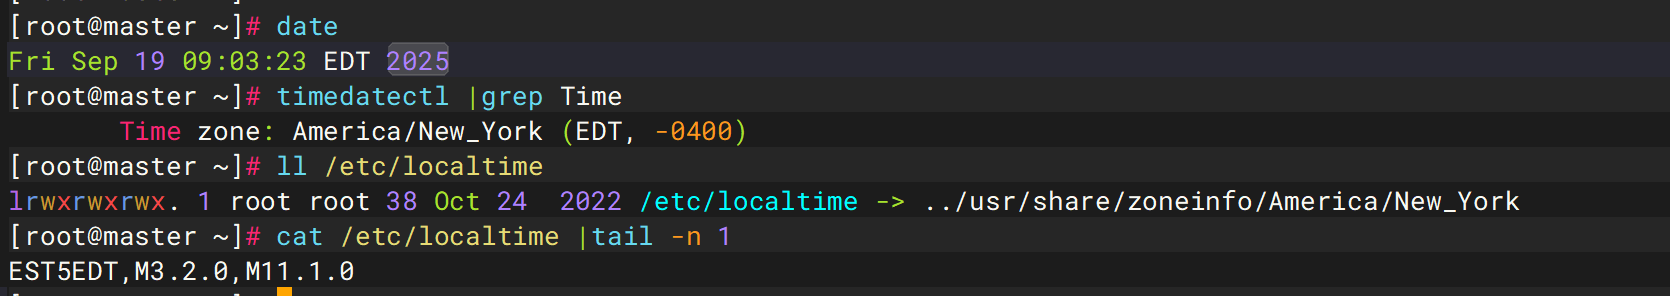 [root@master ~]# date
Fri Sep 19 09:03:23 EDT 2025
[root@master ~]# timedatectl |grep Time
       Time zone: America/New_York (EDT, -0400)
[root@master ~]# ll /etc/localtime
lrwxrwxrwx. 1 root root 38 Oct 24  2022 /etc/localtime -> ../usr/share/zoneinfo/America/New_York
[root@master ~]# cat /etc/localtime |tail -n 1
EST5EDT,M3.2.0,M11.1.0